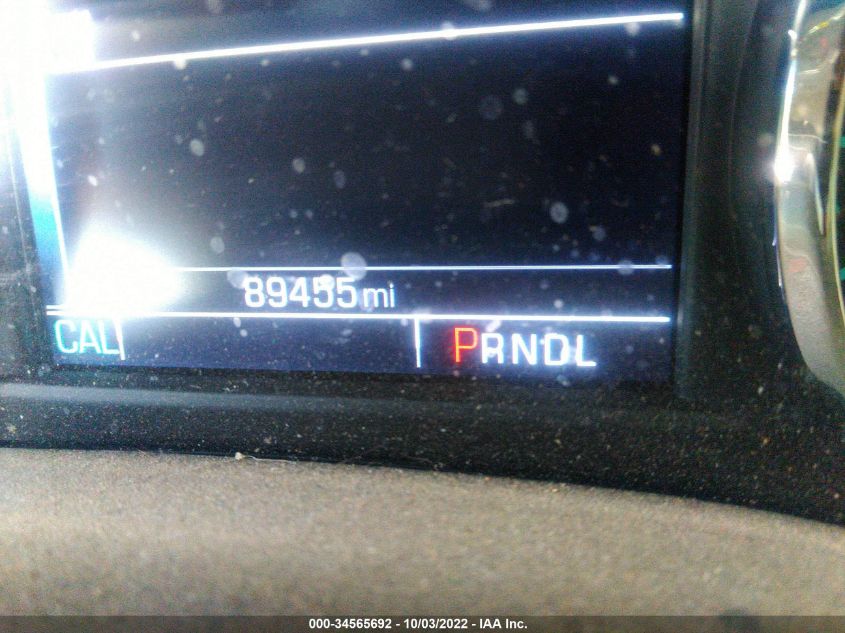 89455 mi
CAL PRNDL
000-34565692 - 10/03/2022 - IAA Inc.